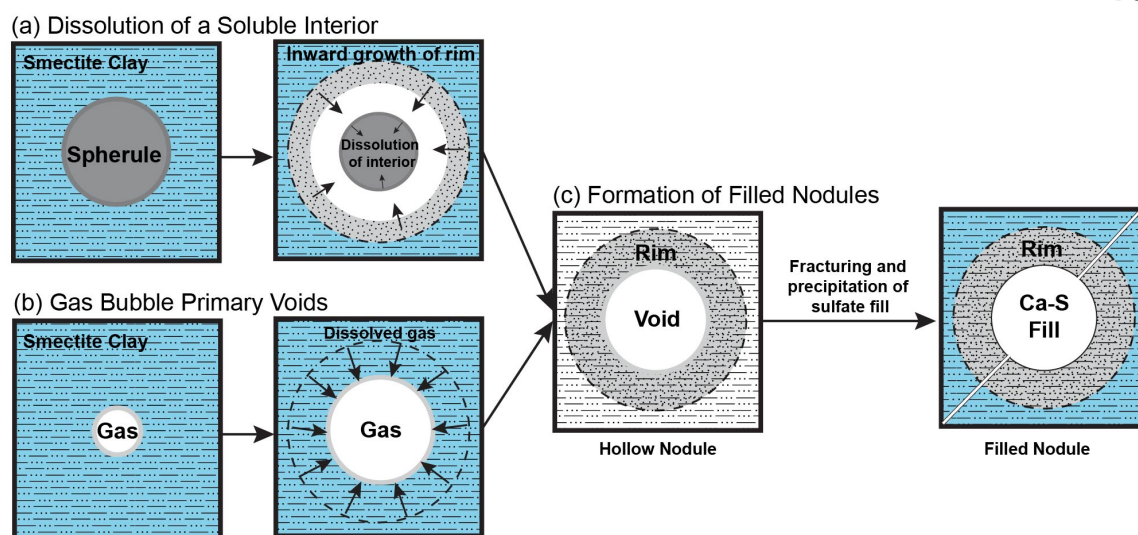 (a) Dissolution of a Soluble Interior
Smectite Clay
Spherule
Inward growth of rim
Dissolution
of interior
(b) Gas Bubble Primary Voids
Smectite Clay
Gas
Dissolved gas
Gas
(c) Formation of Filled Nodules
Rim
Void
Hollow Nodule
Fracturing and
precipitation of
sulfate fill
Rim
Ca-S
Fill
Filled Nodule